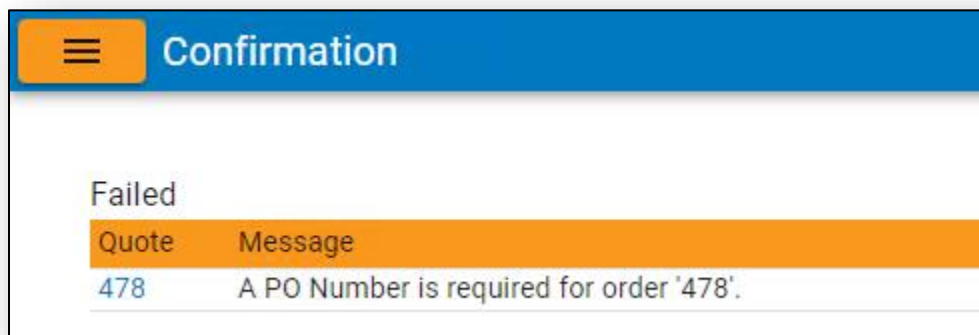 Confirmation
Failed
Quote Message
478 A PO Number is required for order '478'.